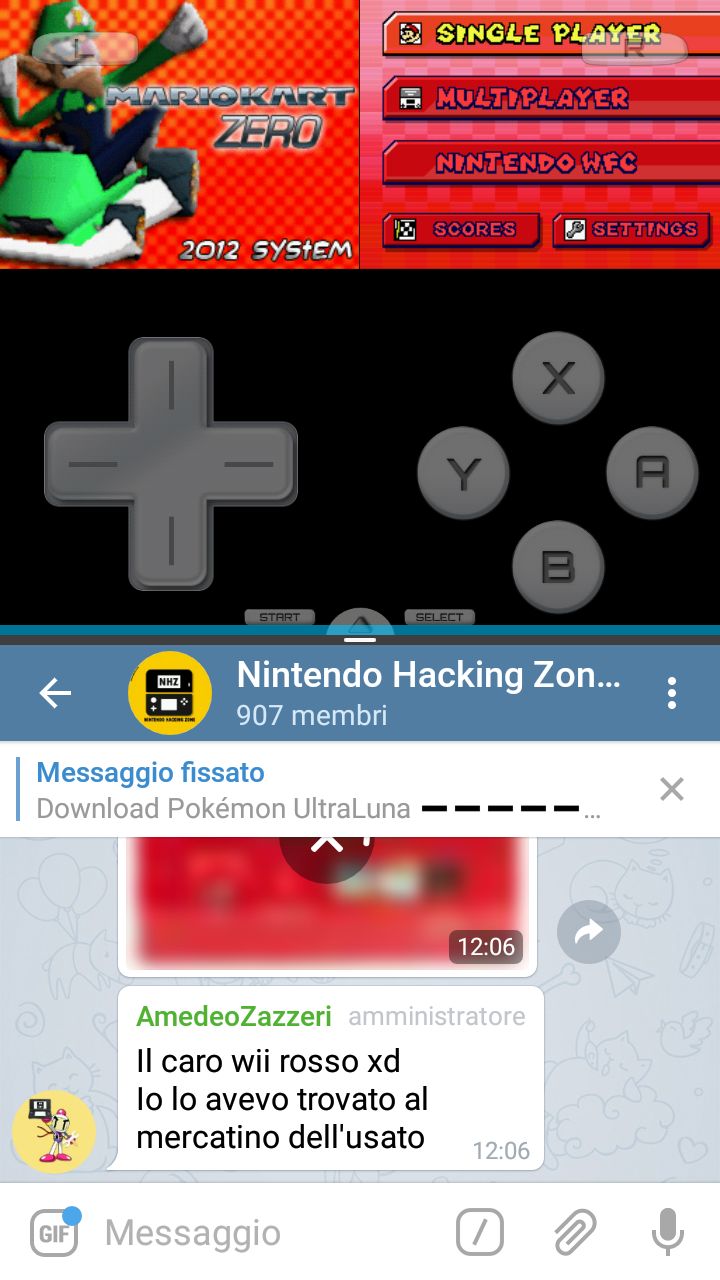 L
R
MARIOKART
ZERO
2012 SYSTEM
SINGLE PLAYER
MULTIPLAYER
NINTENDO WFC
SCORES
SETTINGS
X
Y
A
B
START
SELECT
NHZ
NINTENDO HACKING ZONE
Nintendo Hacking Zon...
907 membri
Messaggio fissato
Download Pokémon UltraLuna — — — — —...
12:06
AmedeoZazzeri amministratore
Il caro wii rosso xd
Io lo avevo trovato al
mercatino dell'usato
12:06
GIF
Messaggio
/